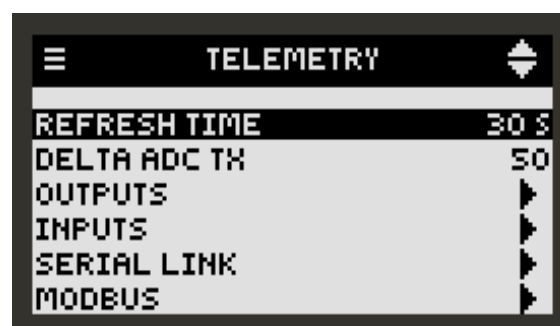 TELEMETRY
REFRESH TIME 30 S
DELTA ADC TX 50
OUTPUTS
INPUTS
SERIAL LINK
MODBUS